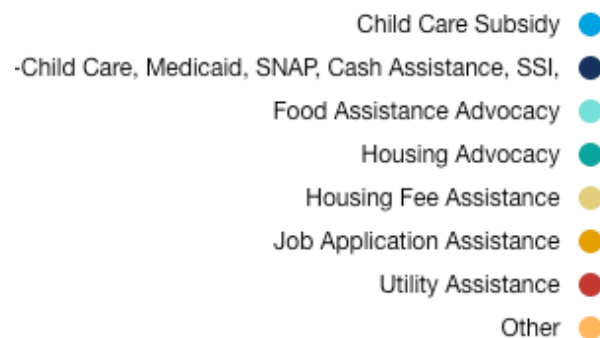 Child Care Subsidy
-Child Care, Medicaid, SNAP, Cash Assistance, SSI,
Food Assistance Advocacy
Housing Advocacy
Housing Fee Assistance
Job Application Assistance
Utility Assistance
Other